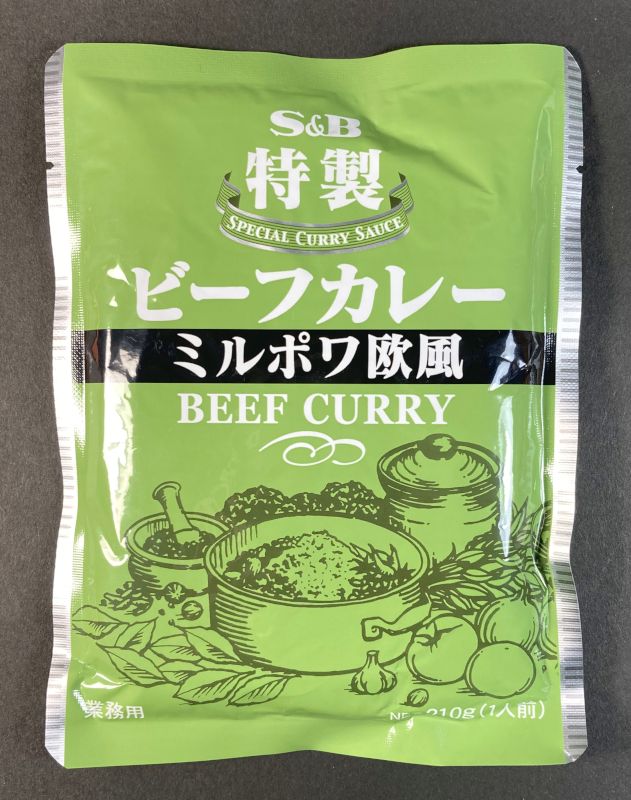 S&B
特製
SPECIAL CURRY SAUCE
ビーフカレー
ミルポワ欧風
BEEF CURRY
業務用
210g(1人前)